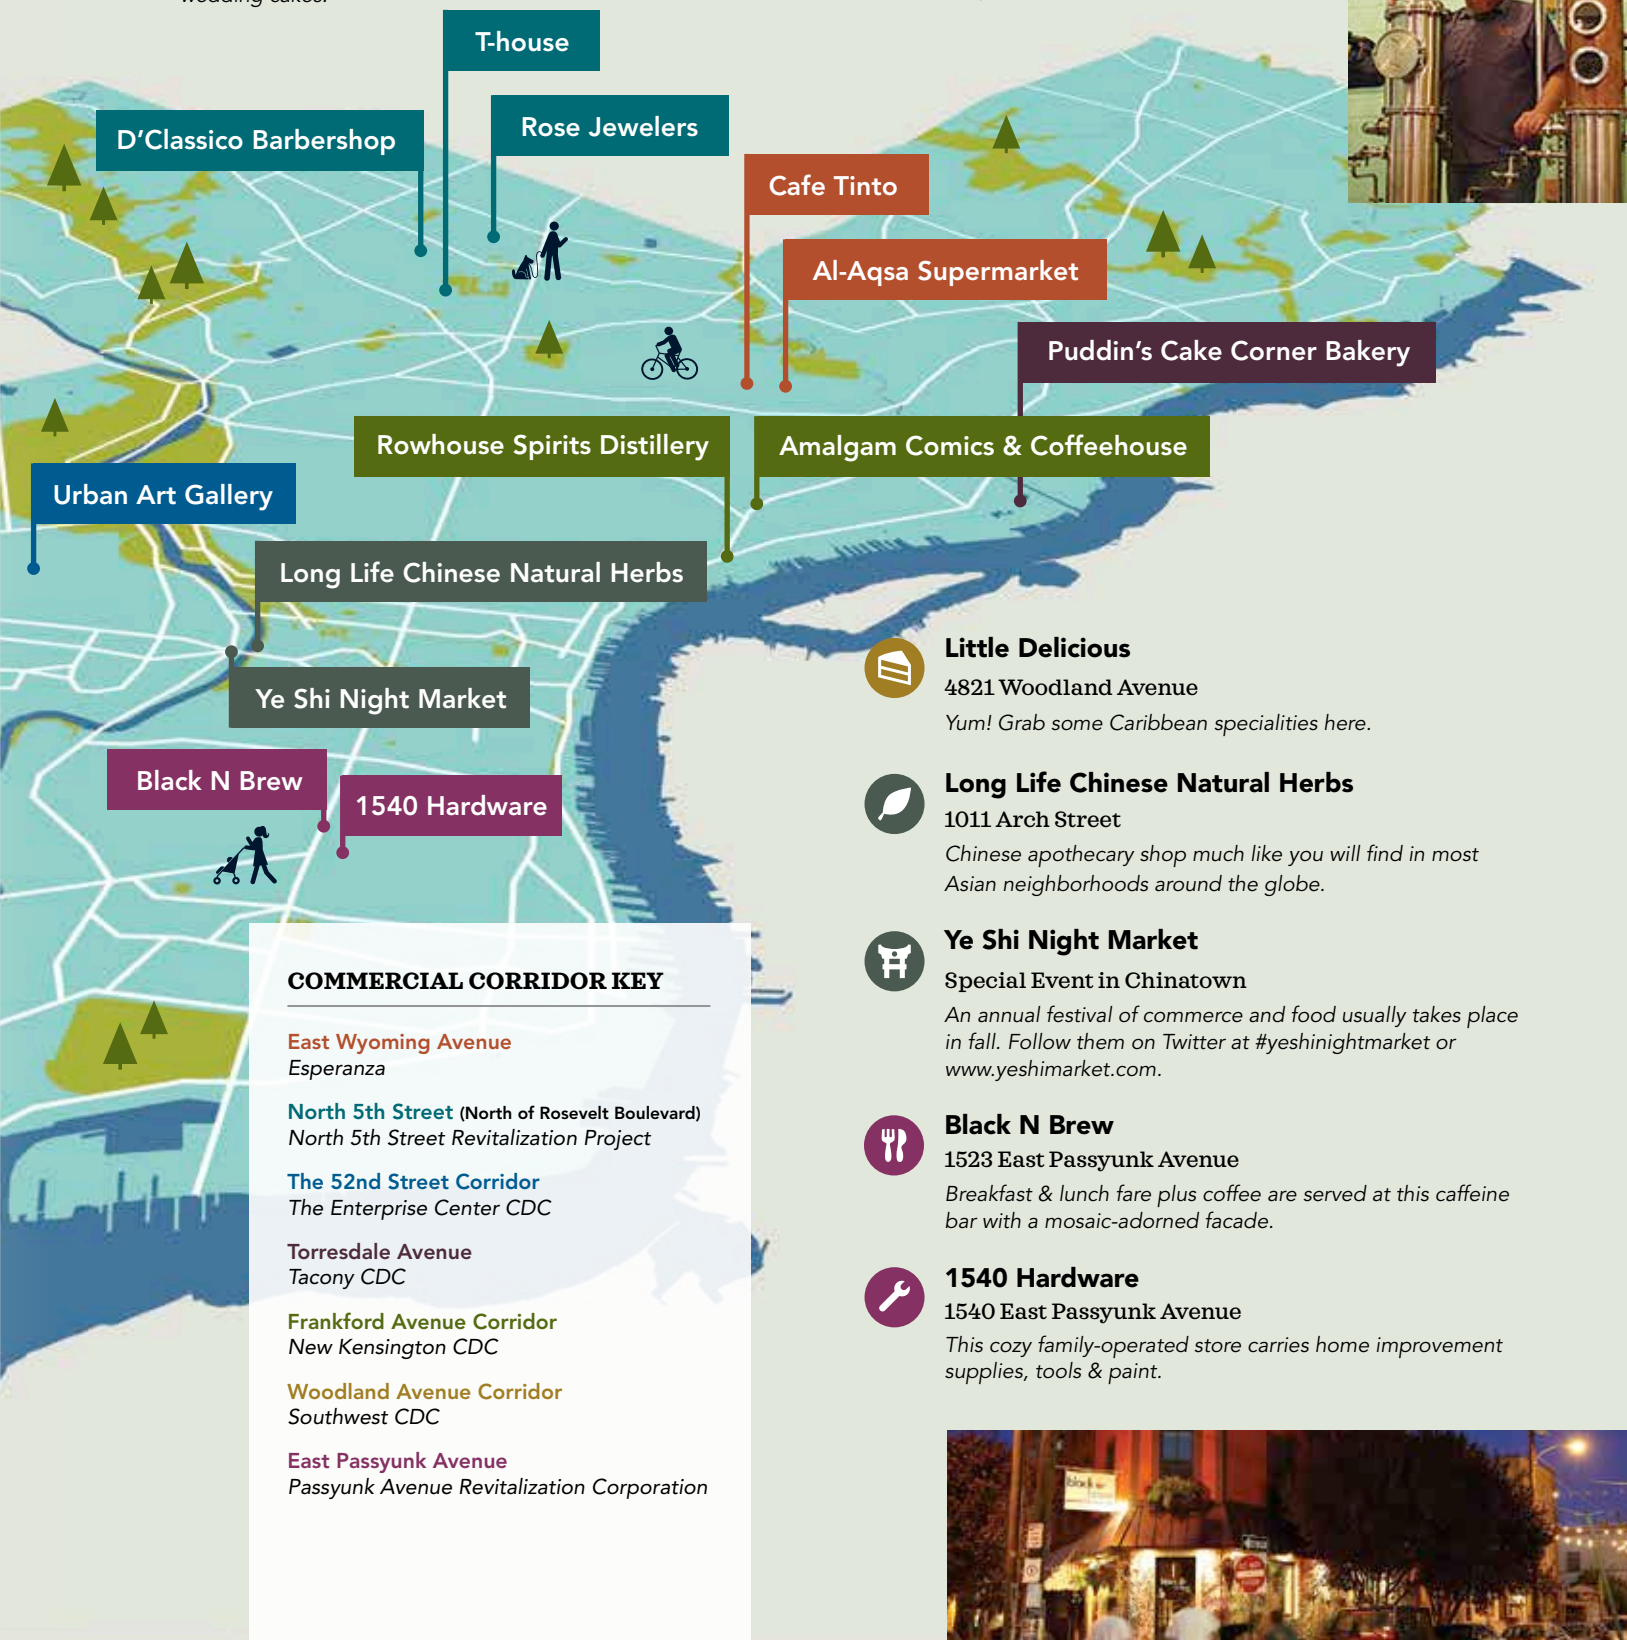 wedding cakes.
T-house
D'Classico Barbershop
Rose Jewelers
Cafe Tinto
Al-Aqsa Supermarket
Puddin's Cake Corner Bakery
Rowhouse Spirits Distillery
Amalgam Comics & Coffeehouse
Urban Art Gallery
Long Life Chinese Natural Herbs
Ye Shi Night Market
Black N Brew
1540 Hardware
COMMERCIAL CORRIDOR KEY
East Wyoming Avenue
Esperanza
North 5th Street (North of Rosevelt Boulevard)
North 5th Street Revitalization Project
The 52nd Street Corridor
The Enterprise Center CDC
Torresdale Avenue
Tacony CDC
Frankford Avenue Corridor
New Kensington CDC
Woodland Avenue Corridor
Southwest CDC
East Passyunk Avenue
Passyunk Avenue Revitalization Corporation
Little Delicious
4821 Woodland Avenue
Yum! Grab some Caribbean specialities here.
Long Life Chinese Natural Herbs
1011 Arch Street
Chinese apothecary shop much like you will find in most
Asian neighborhoods around the globe.
Ye Shi Night Market
Special Event in Chinatown
An annual festival of commerce and food usually takes place
in fall. Follow them on Twitter at #yeshinightmarket or
www.yeshimarket.com.
Black N Brew
1523 East Passyunk Avenue
Breakfast & lunch fare plus coffee are served at this caffeine
bar with a mosaic-adorned facade.
1540 Hardware
1540 East Passyunk Avenue
This cozy family-operated store carries home improvement
supplies, tools & paint.